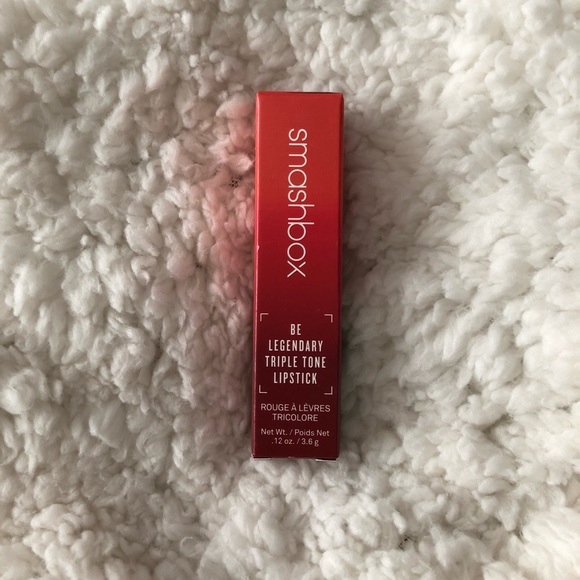 smashbox
BE
LEGENDARY
TRIPLE TONE
LIPSTICK
ROUGE À LÈVRES
TRICOLORE
Net Wt. / Poids Net
.12 oz. / 3.6 g